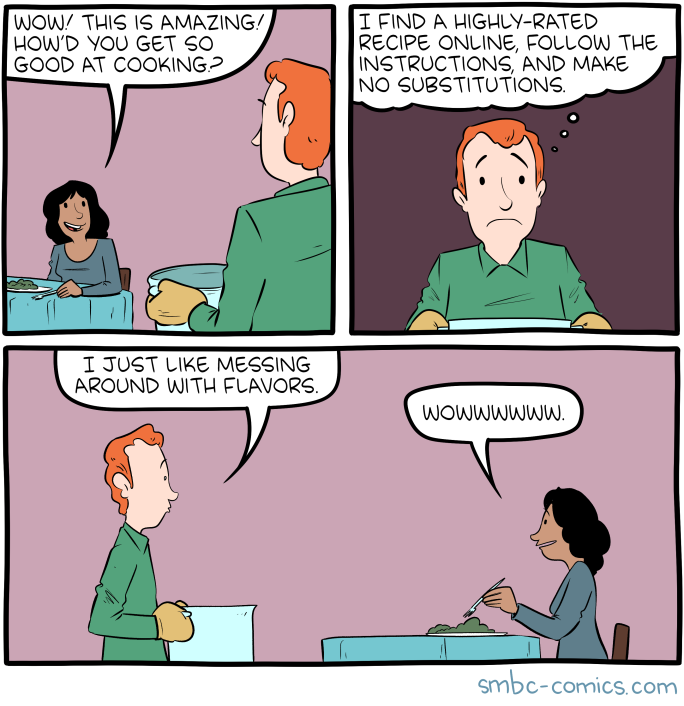 WOW! THIS IS AMAZING!
HOW'D YOU GET SO
GOOD AT COOKING?
I FIND A HIGHLY-RATED
RECIPE ONLINE, FOLLOW THE
INSTRUCTIONS, AND MAKE
NO SUBSTITUTIONS.
I JUST LIKE MESSING
AROUND WITH FLAVORS.
WOWWWWWW.
smbc-comics.com